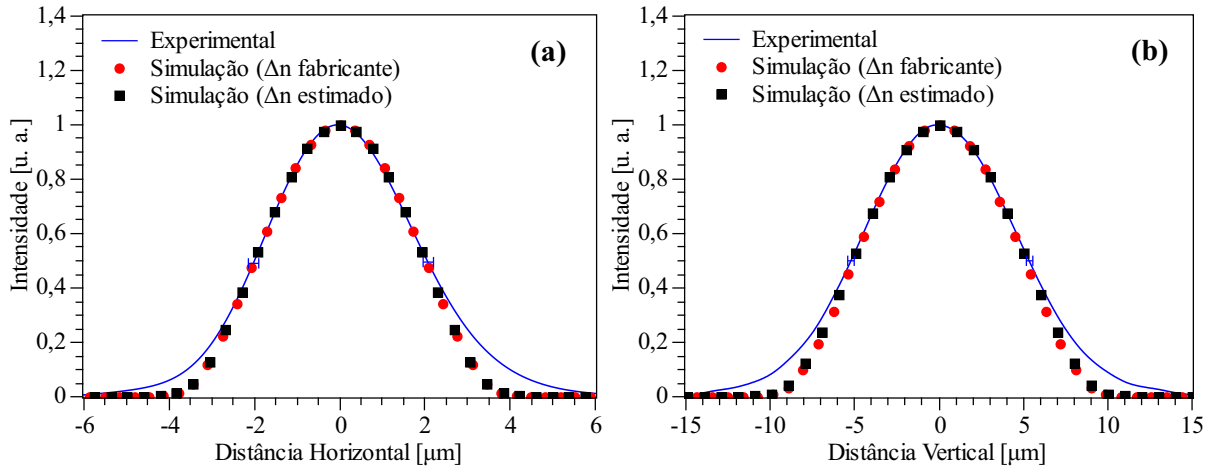 1,4
1,2
1
0,8
0,6
0,4
0,2
0
Intensidade [u. a.]
Experimental
Simulação (Δn fabricante)
Simulação (Δn estimado)
(a)
-6 -4 -2 0 2 4 6
Distância Horizontal [μm]
1,4
1,2
1
0,8
0,6
0,4
0,2
0
Intensidade [u. a.]
Experimental
Simulação (Δn fabricante)
Simulação (Δn estimado)
(b)
-15 -10 -5 0 5 10 15
Distância Vertical [μm]